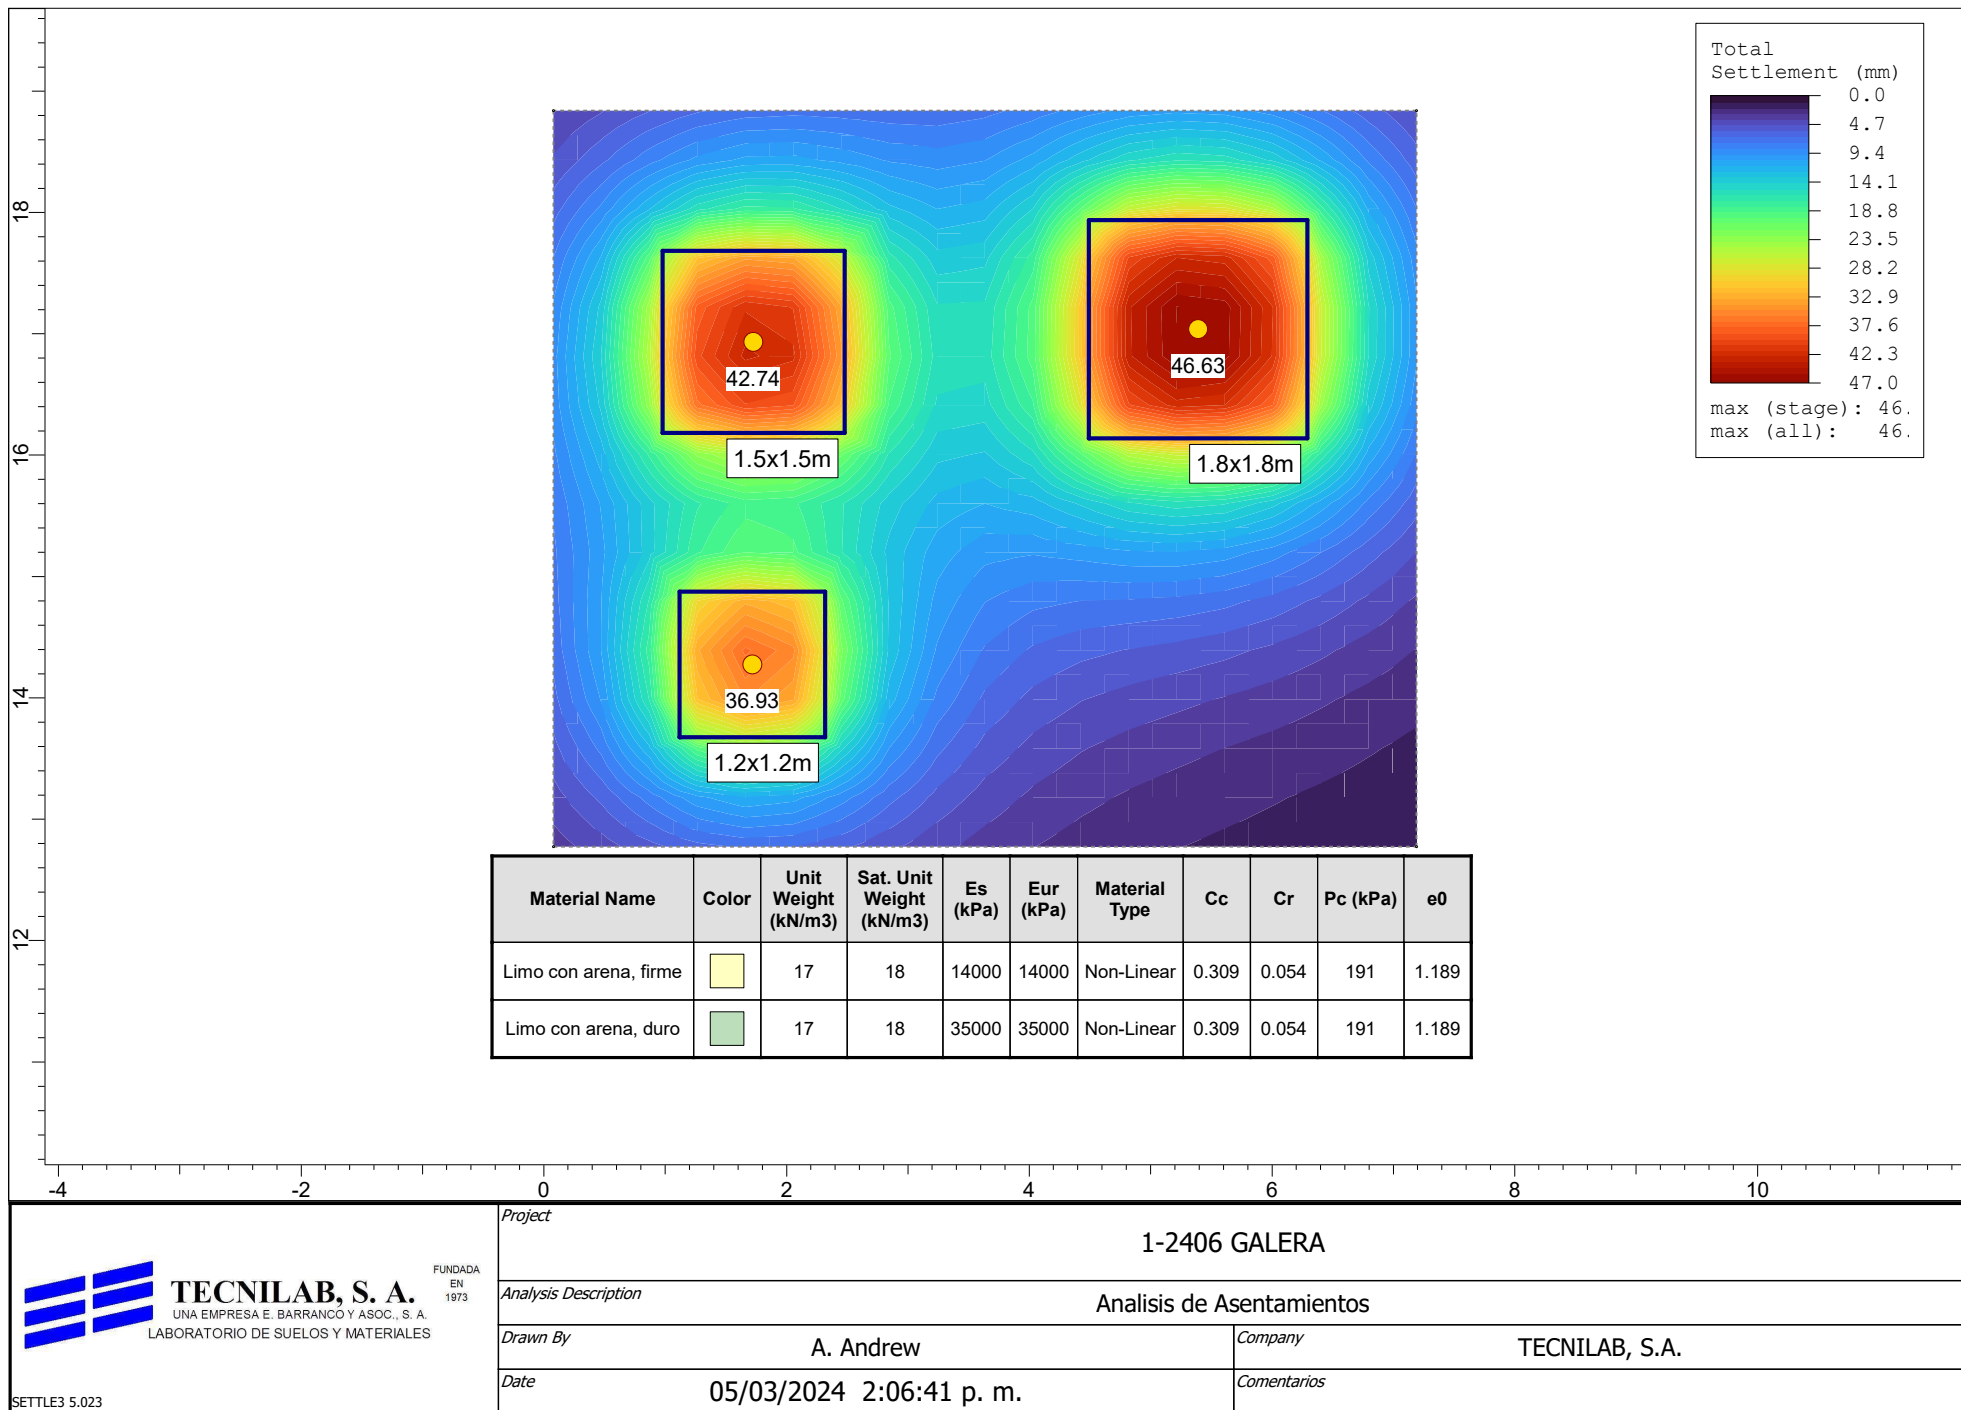 Total
Settlement (mm)
0.0
4.7
9.4
14.1
18.8
23.5
28.2
32.9
37.6
42.3
47.0
max (stage): 46.
max (all): 46.
18
16
14
12
42.74
1.5x1.5m
46.63
1.8x1.8m
36.93
1.2x1.2m
Material Name Color Unit Weight (kN/m3) Sat. Unit Weight (kN/m3) Es (kPa) Eur (kPa) Material Type Cc Cr Pc (kPa) e0
Limo con arena, firme 17 18 14000 14000 Non-Linear 0.309 0.054 191 1.189
Limo con arena, duro 17 18 35000 35000 Non-Linear 0.309 0.054 191 1.189
-4 -2 0 2 4 6 8 10
TECNILAB, S. A.
FUNDADA
EN
1973
UNA EMPRESA E. BARRANCO Y ASOC., S. A.
LABORATORIO DE SUELOS Y MATERIALES
SETTLE3 5.023
Project
1-2406 GALERA
Analysis Description
Analisis de Asentamientos
Drawn By
A. Andrew
Company
TECNILAB, S.A.
Date
05/03/2024 2:06:41 p. m.
Comentarios